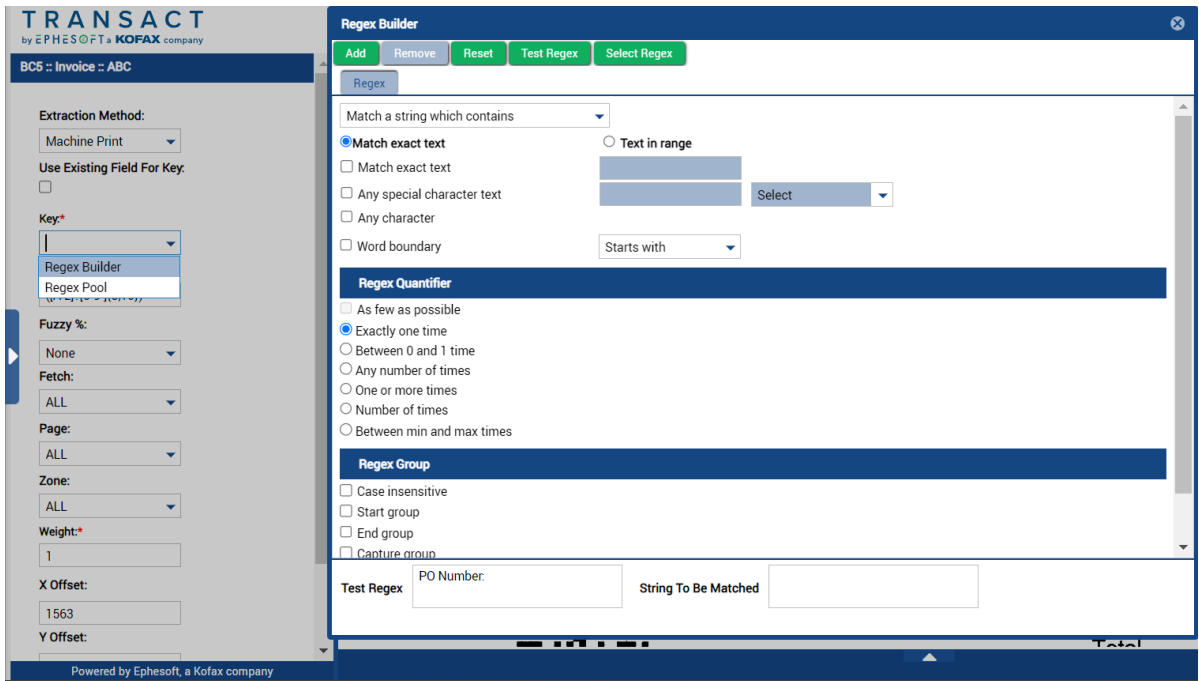 TRANSACT
by EPHESOFT a KOFAX company
BC5 :: Invoice :: ABC
Extraction Method:
Machine Print
Use Existing Field For Key:
Key:*
Regex Builder
Regex Pool
Fuzzy %:
None
Fetch:
ALL
Page:
ALL
Zone:
ALL
Weight:*
1
X Offset:
1563
Y Offset:
Powered by Ephesoft, a Kofax company
Regex Builder
Add Remove Reset Test Regex Select Regex
Regex
Match a string which contains
Match exact text Text in range
Match exact text
Any special character text Select
Any character
Word boundary Starts with
Regex Quantifier
As few as possible
Exactly one time
Between 0 and 1 time
Any number of times
One or more times
Number of times
Between min and max times
Regex Group
Case insensitive
Start group
End group
Capture group
Test Regex PO Number: String To Be Matched
Total